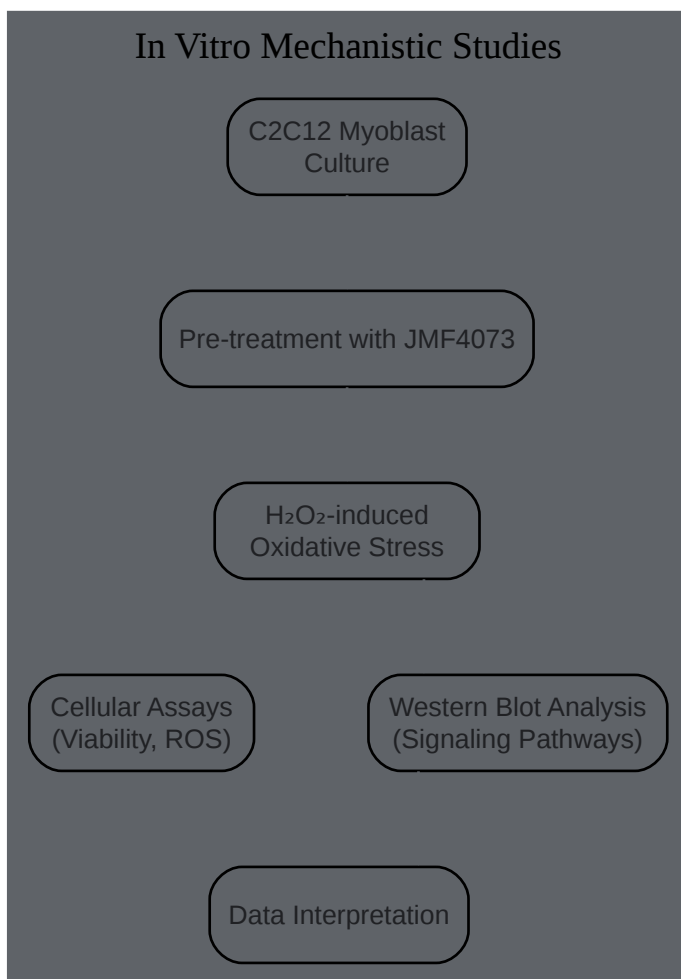 In Vitro Mechanistic Studies
C2C12 Myoblast
Culture
Pre-treatment with JMF4073
H₂O₂-induced
Oxidative Stress
Cellular Assays
(Viability, ROS)
Western Blot Analysis
(Signaling Pathways)
Data Interpretation